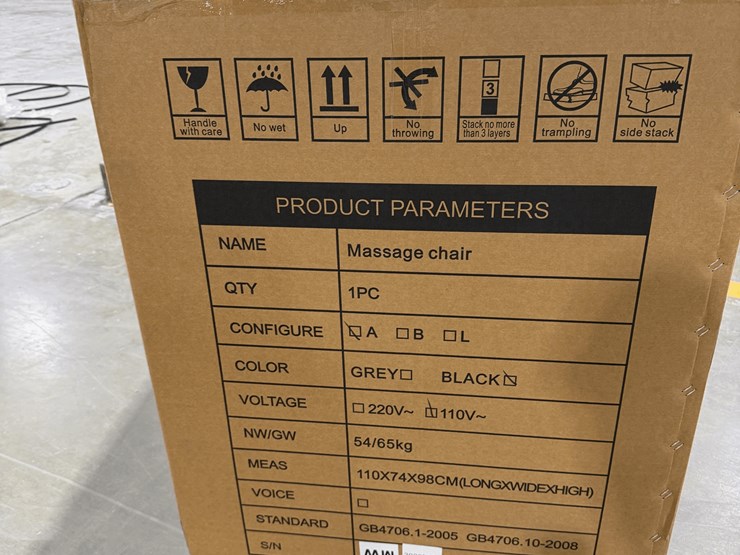 Handle with care
No wet
Up
No throwing
3
Stack no more than 3 layers
No trampling
No side stack
PRODUCT PARAMETERS
NAME Massage chair
QTY 1PC
CONFIGURE ☒ A ☐ B ☐ L
COLOR GREY ☐ BLACK ☒
VOLTAGE ☐ 220V~ ☒ 110V~
NW/GW 54/65kg
MEAS 110X74X98CM(LONGXWIDEXHIGH)
VOICE ☐
STANDARD GB4706.1-2005 GB4706.10-2008
S/N